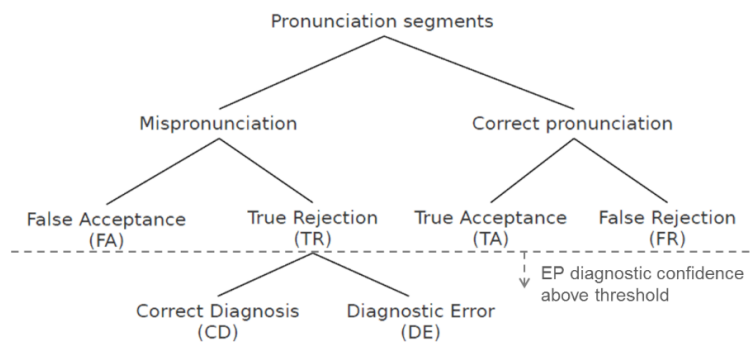 Pronunciation segments
Mispronunciation
Correct pronunciation
False Acceptance
(FA)
True Rejection
(TR)
True Acceptance
(TA)
False Rejection
(FR)
EP diagnostic confidence
above threshold
Correct Diagnosis
(CD)
Diagnostic Error
(DE)